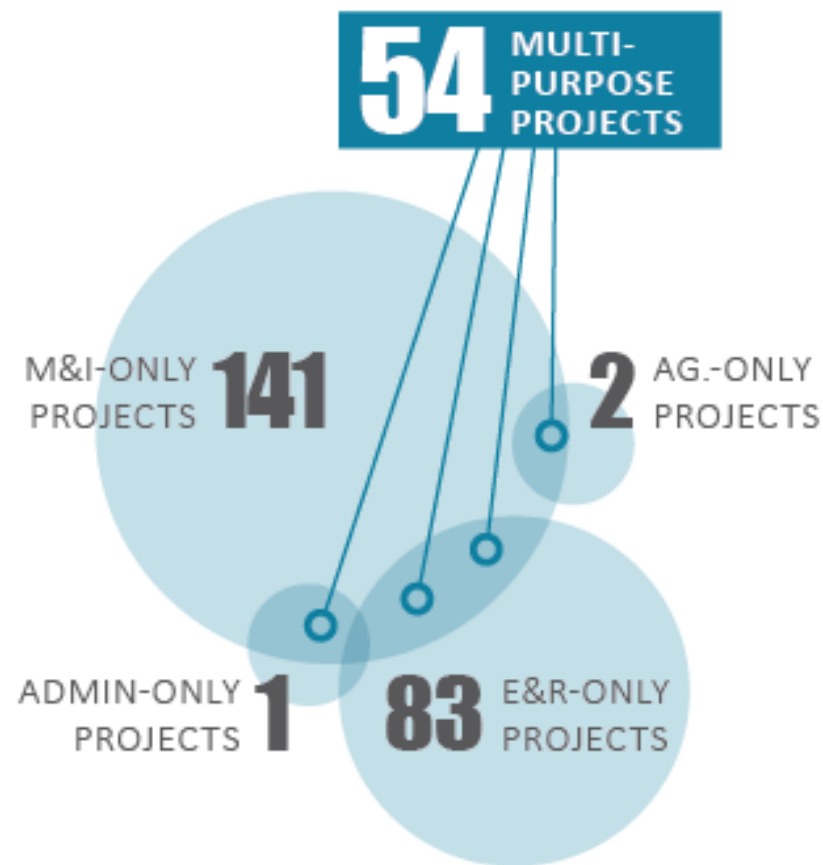 54
MULTI-
PURPOSE
PROJECTS
M&I-ONLY
PROJECTS
141
2
AG.-ONLY
PROJECTS
ADMIN-ONLY
PROJECTS
1
83
E&R-ONLY
PROJECTS